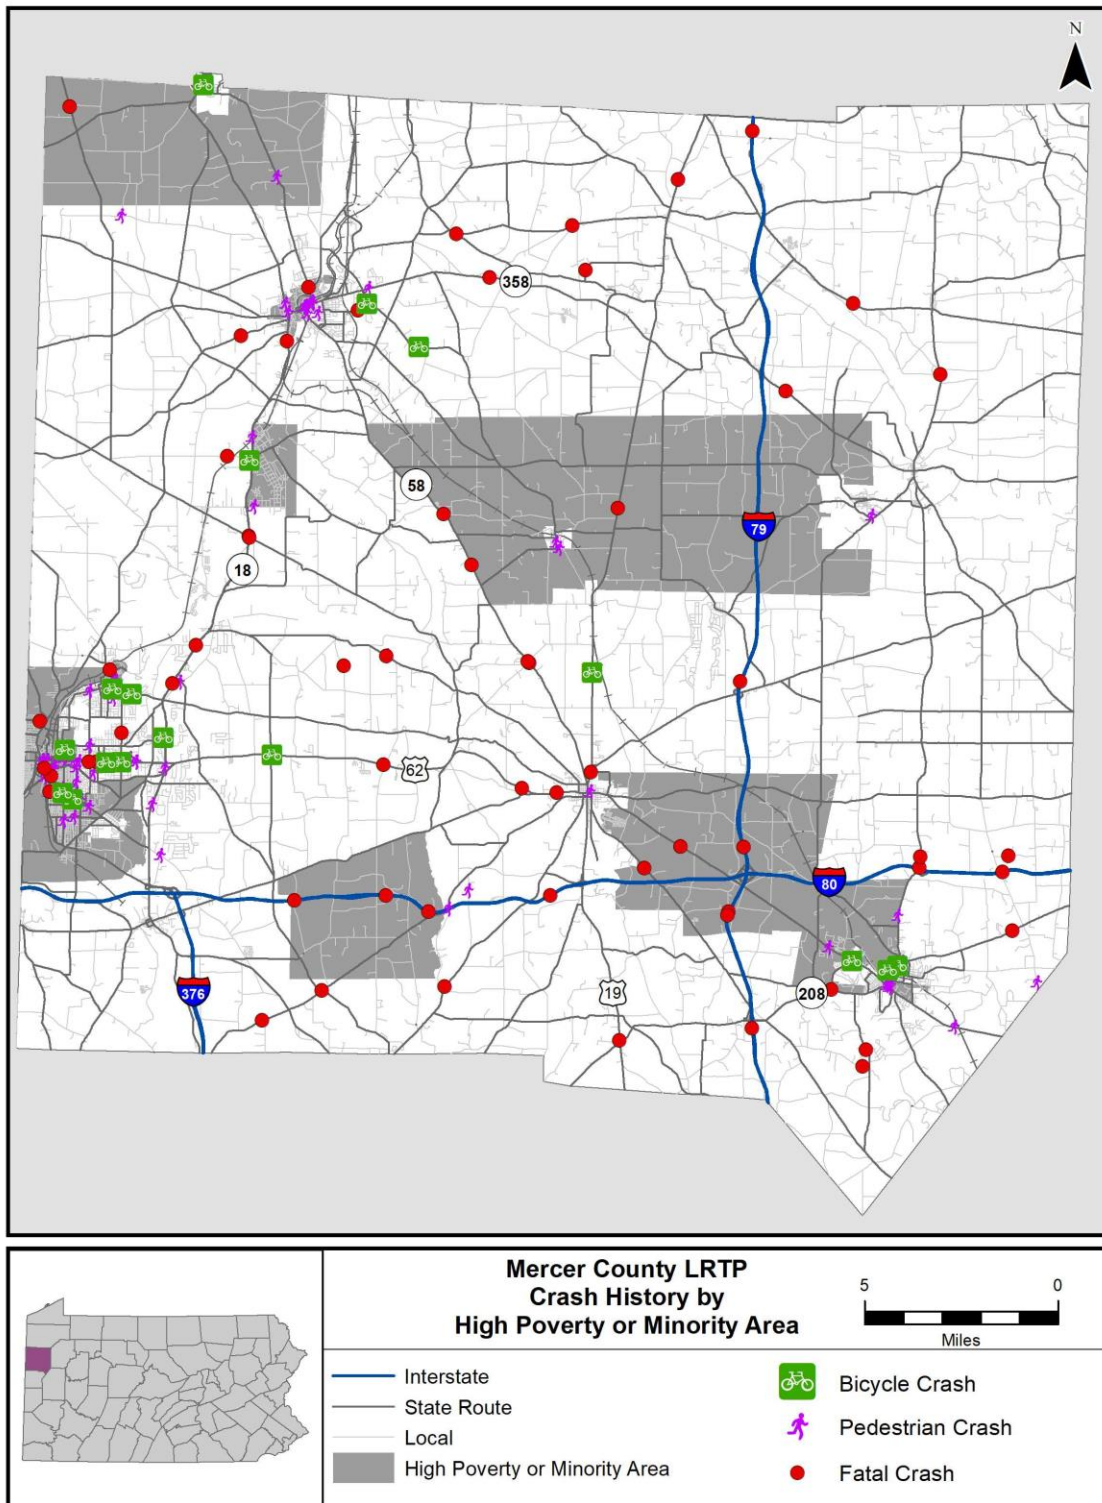 N
358
58
79
18
62
80
376
19
208
Mercer County LRTP
Crash History by
High Poverty or Minority Area
5 0
Miles
Interstate
State Route
Local
High Poverty or Minority Area
Bicycle Crash
Pedestrian Crash
Fatal Crash